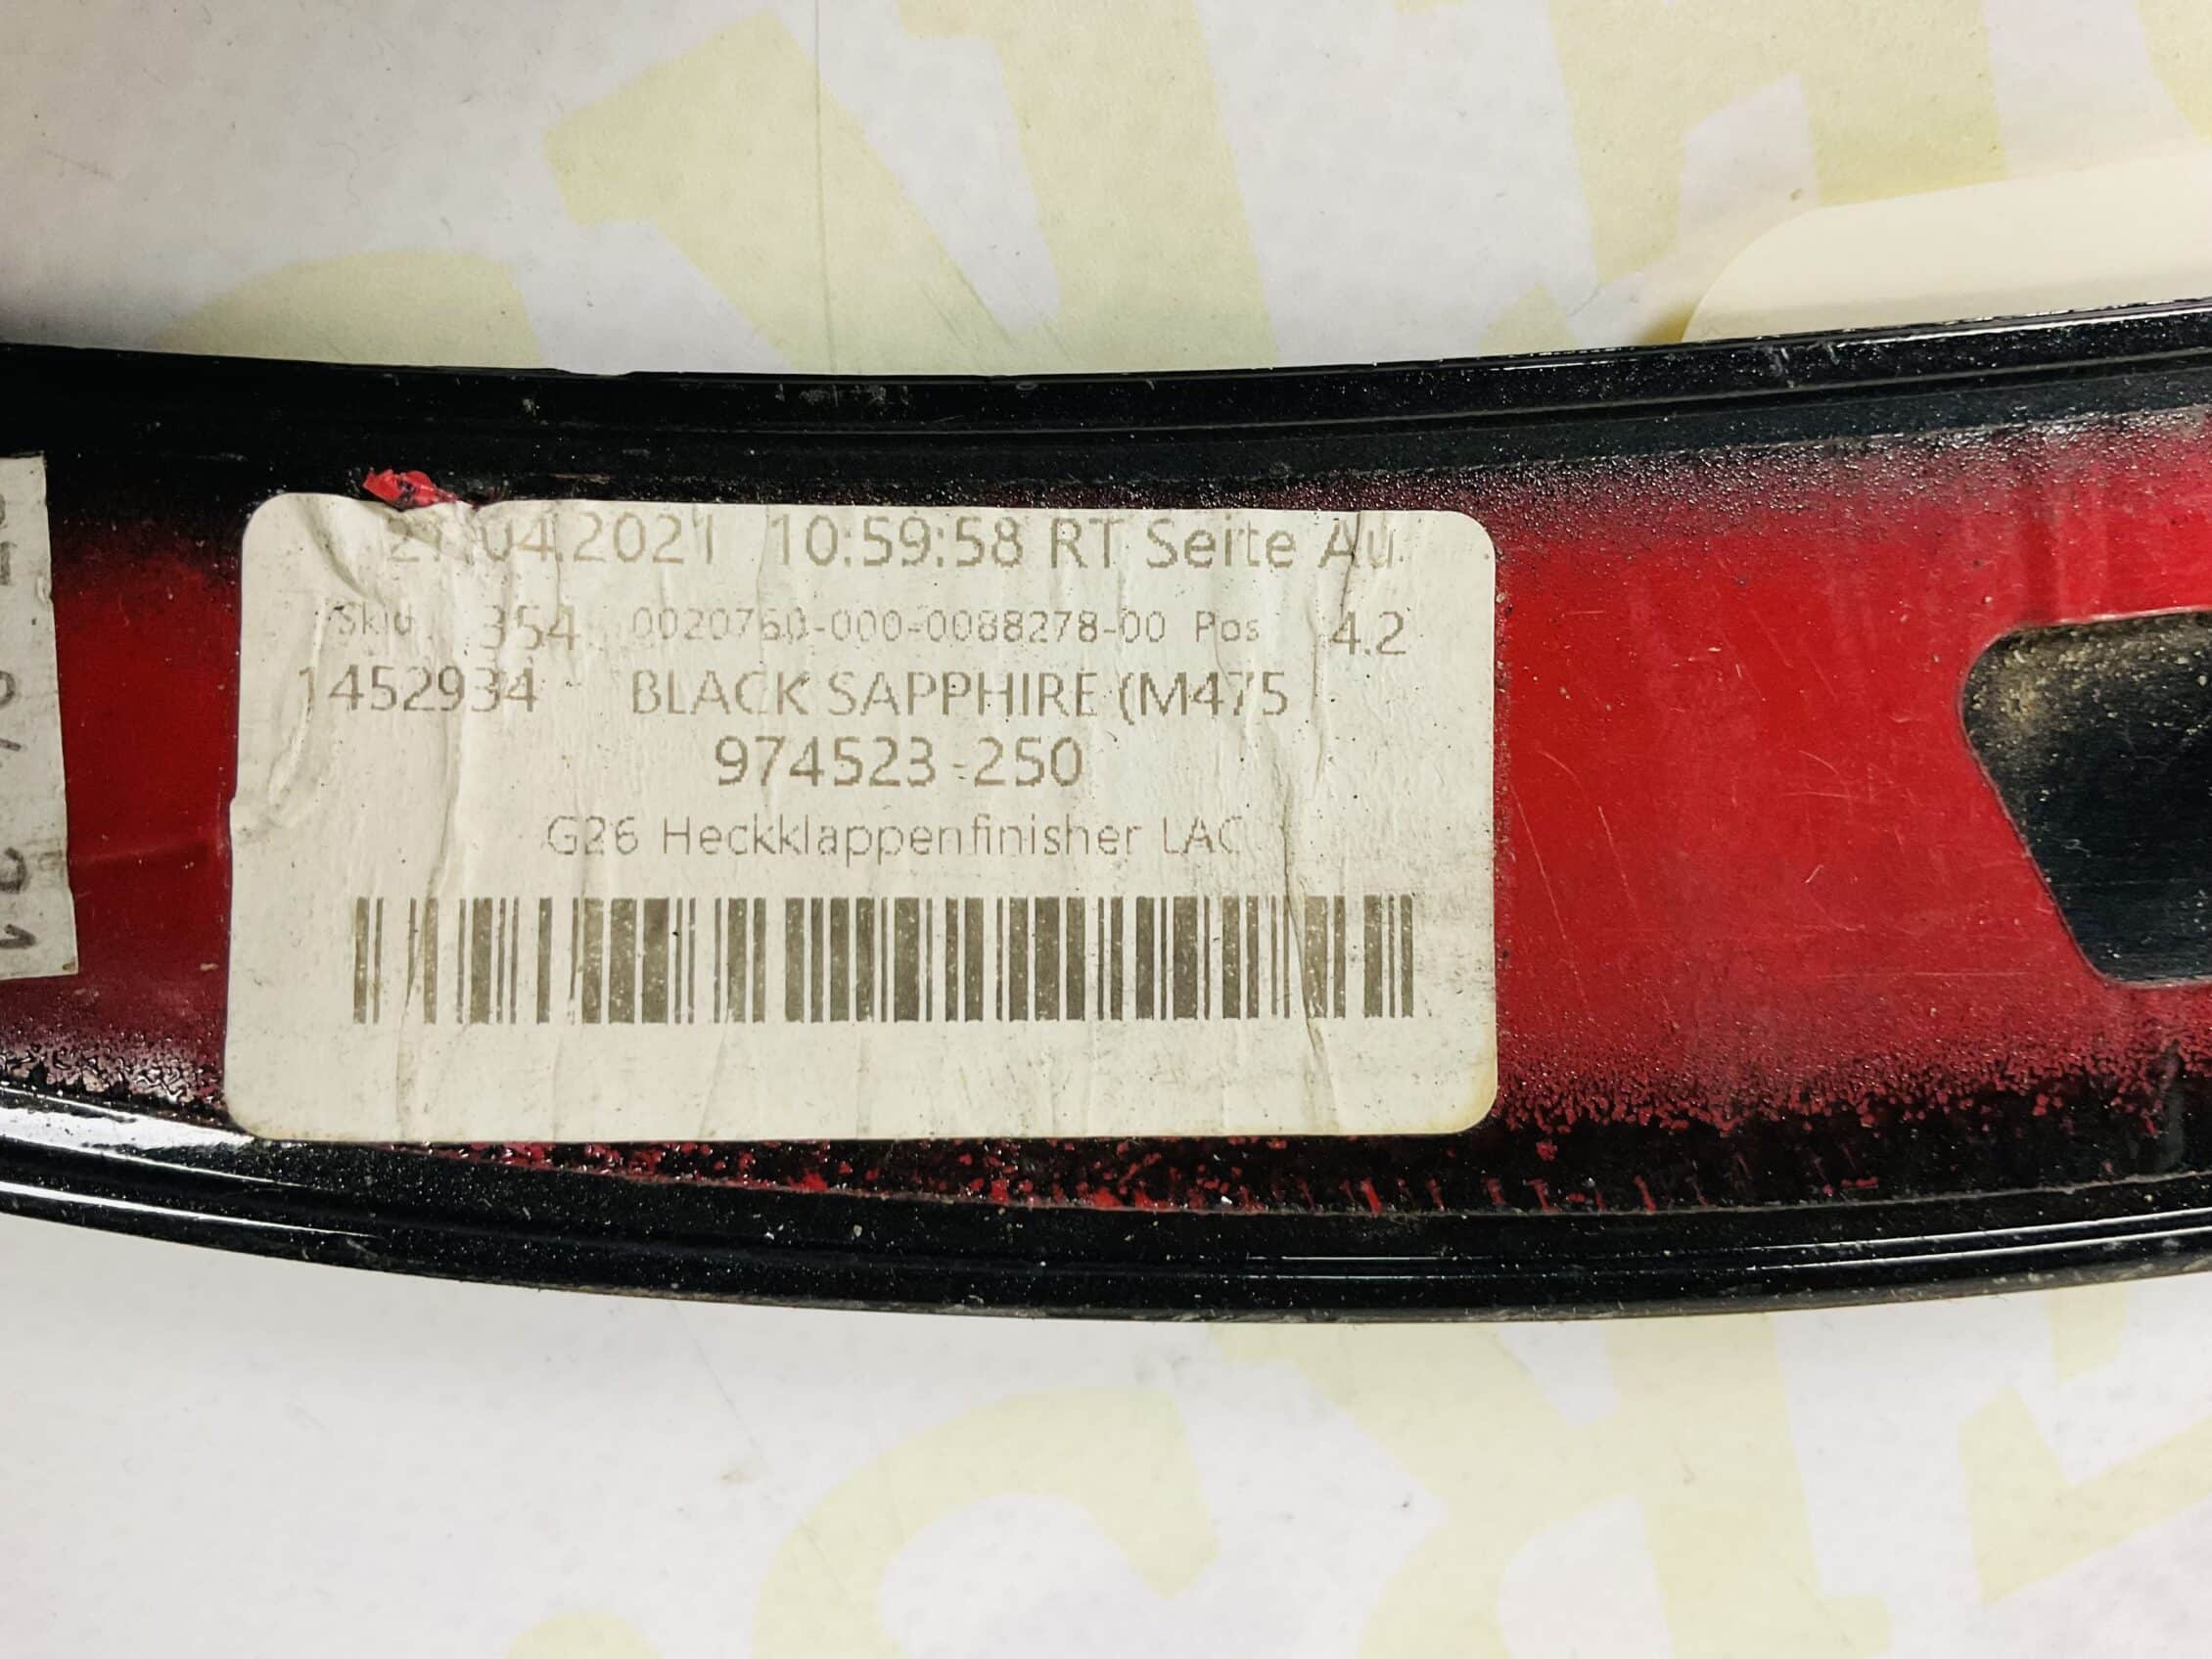 27.04.2021 10:59:58 RT Seite Au
Skid 354 0020760-000-0088278-00 Pos 4.2
1452934 BLACK SAPPHIRE (M475
974523-250
G26 Heckklappenfinisher LAC